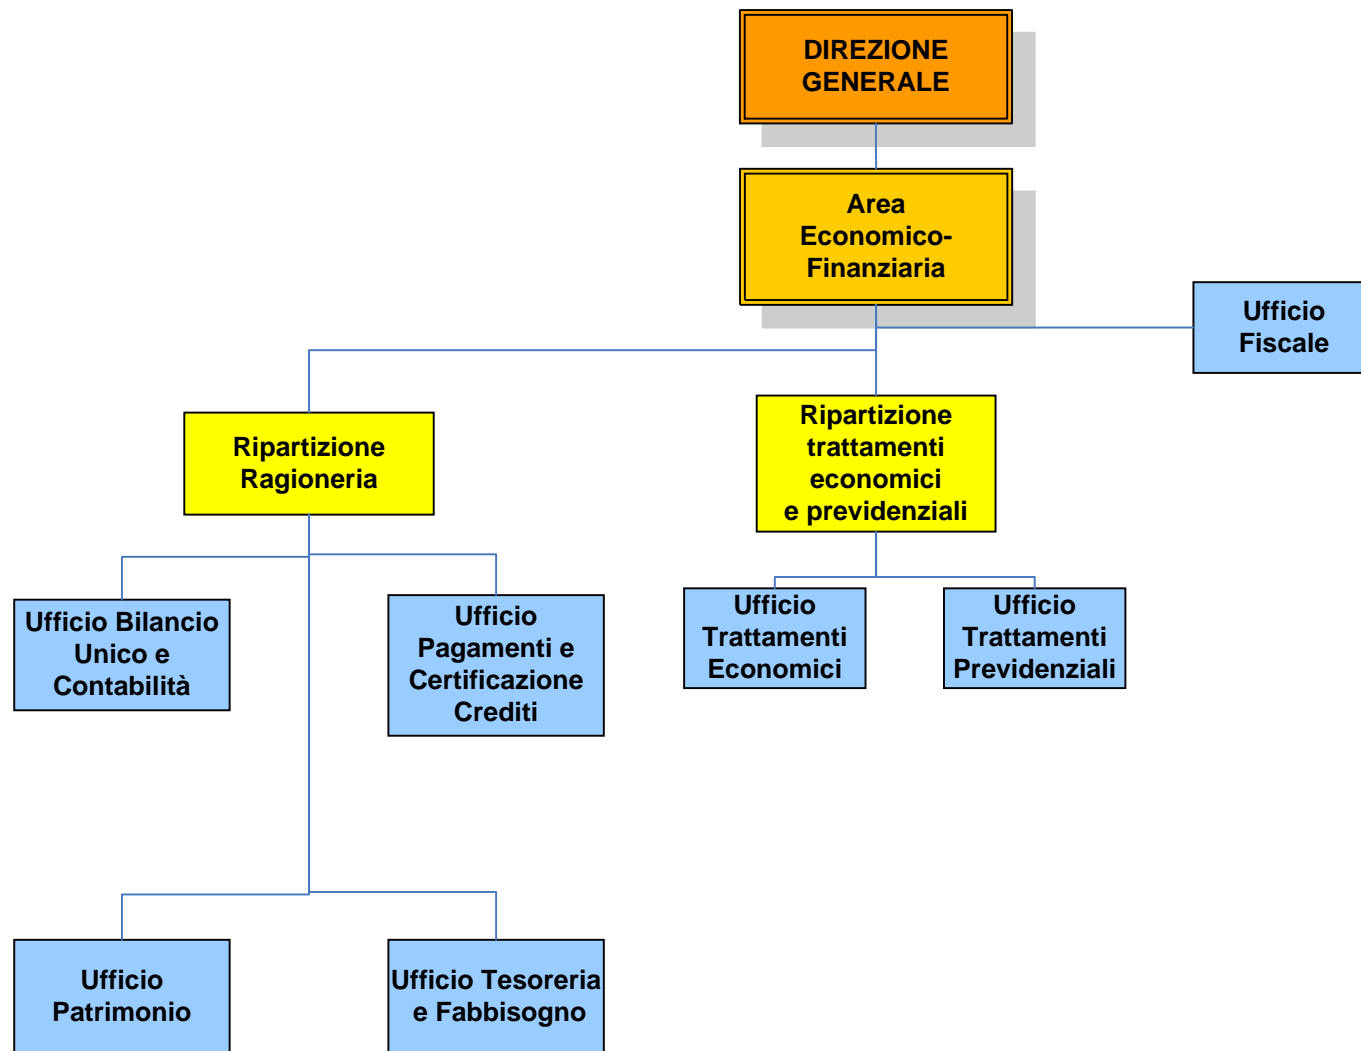 DIREZIONE
GENERALE
Area
Economico-
Finanziaria
Ufficio
Fiscale
Ripartizione
Ragioneria
Ripartizione
trattamenti
economici
e previdenziali
Ufficio Bilancio
Unico e
Contabilità
Ufficio
Pagamenti e
Certificazione
Crediti
Ufficio
Trattamenti
Economici
Ufficio
Trattamenti
Previdenziali
Ufficio
Patrimonio
Ufficio Tesoreria
e Fabbisogno